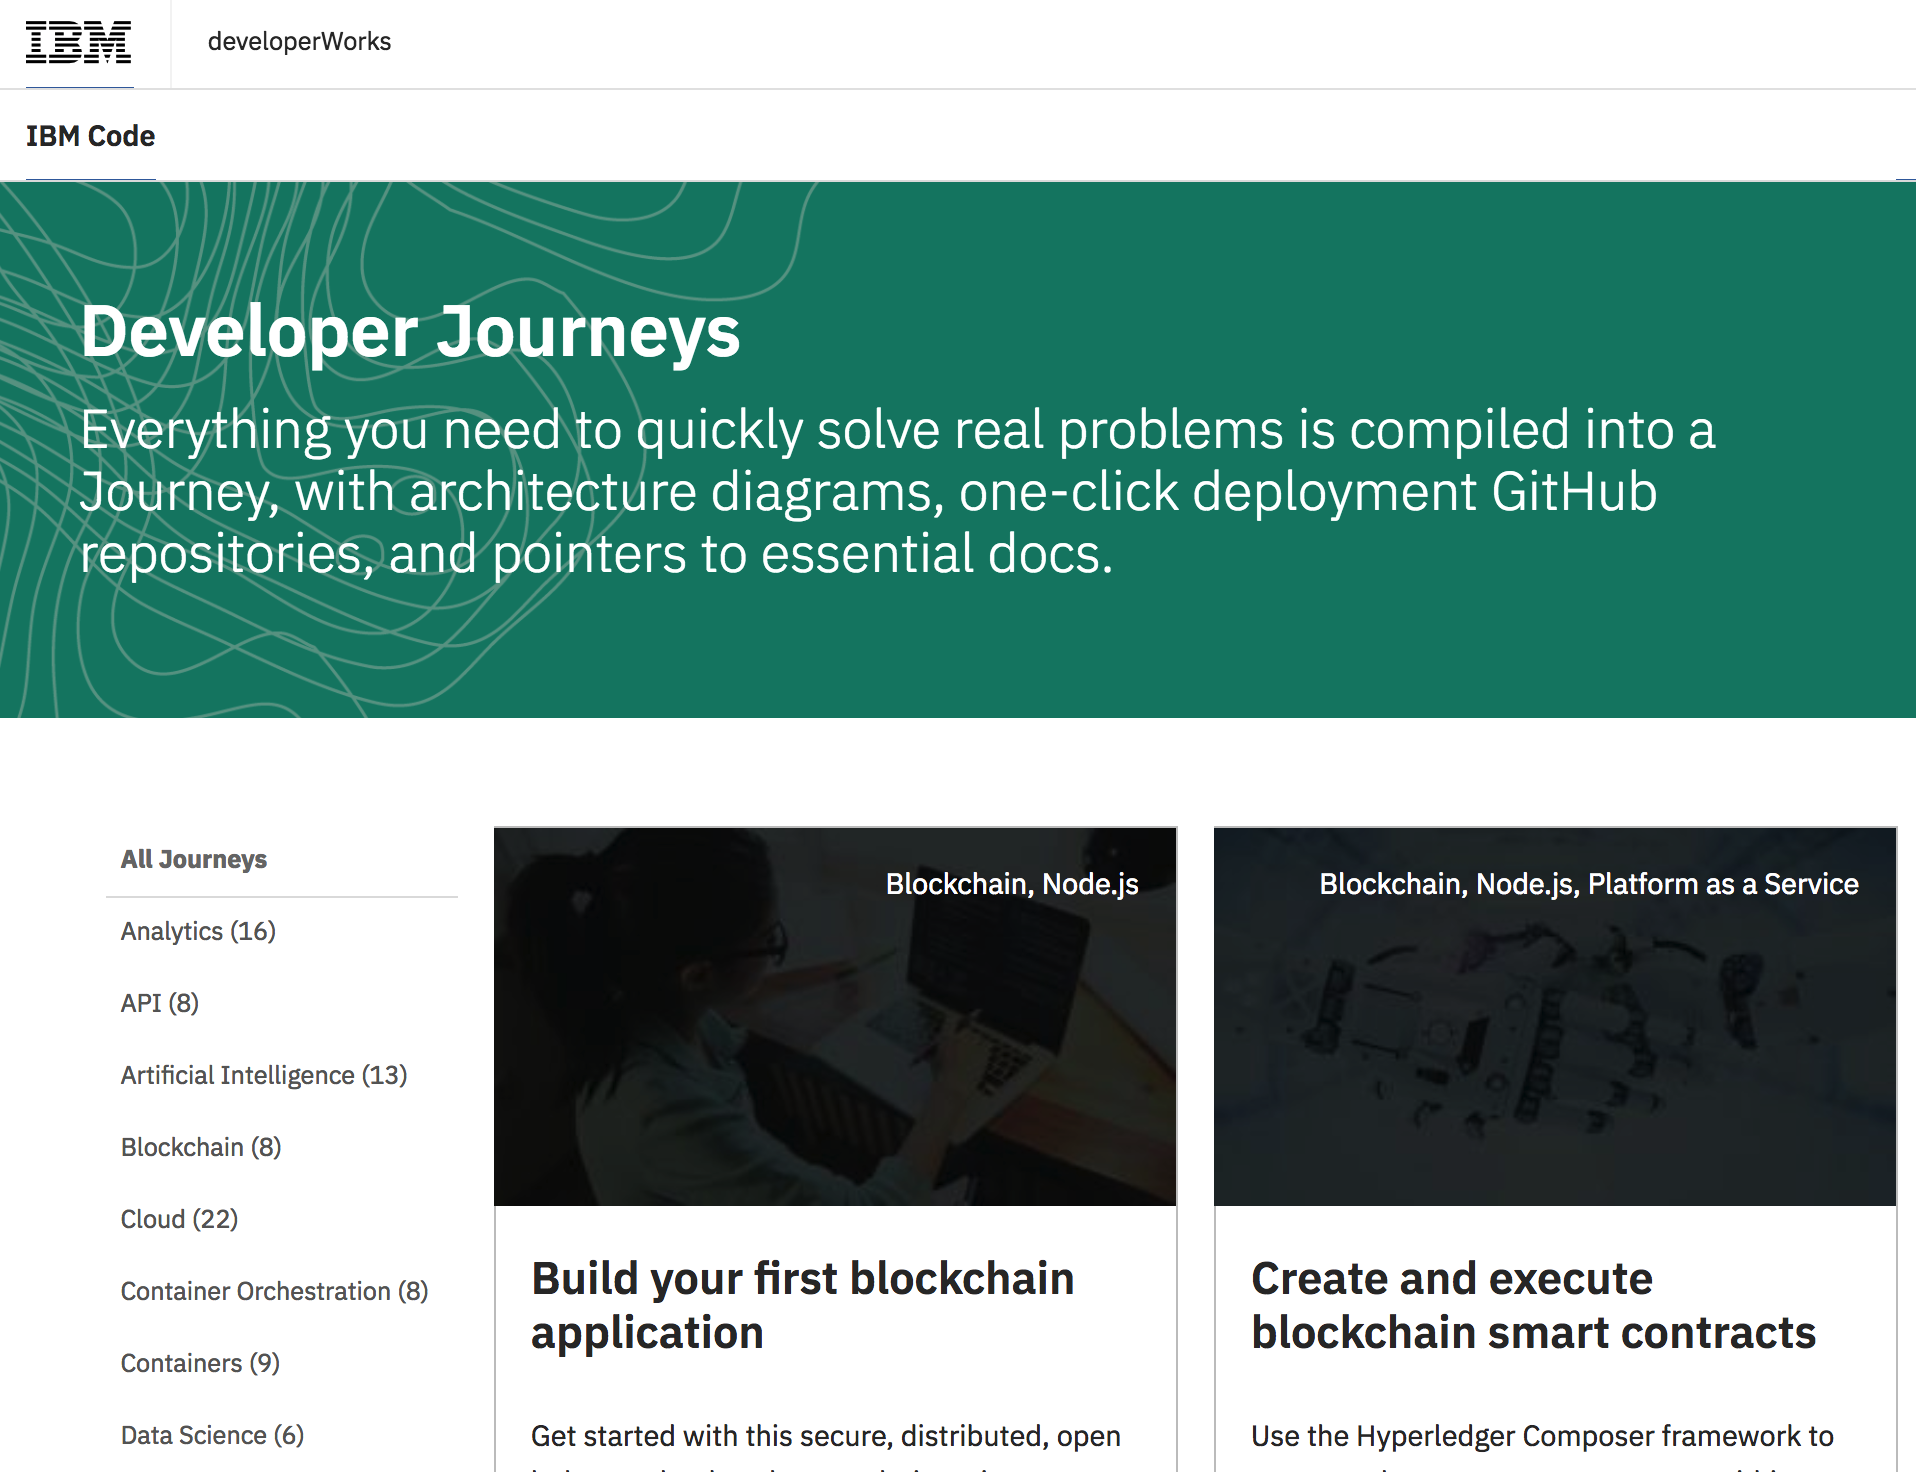 IBM
developerWorks
IBM Code
Developer Journeys
Everything you need to quickly solve real problems is compiled into a
Journey, with architecture diagrams, one-click deployment GitHub
repositories, and pointers to essential docs.
All Journeys
Analytics (16)
API (8)
Artificial Intelligence (13)
Blockchain (8)
Cloud (22)
Container Orchestration (8)
Containers (9)
Data Science (6)
Blockchain, Node.js
Build your first blockchain
application
Get started with this secure, distributed, open
Blockchain, Node.js, Platform as a Service
Create and execute
blockchain smart contracts
Use the Hyperledger Composer framework to